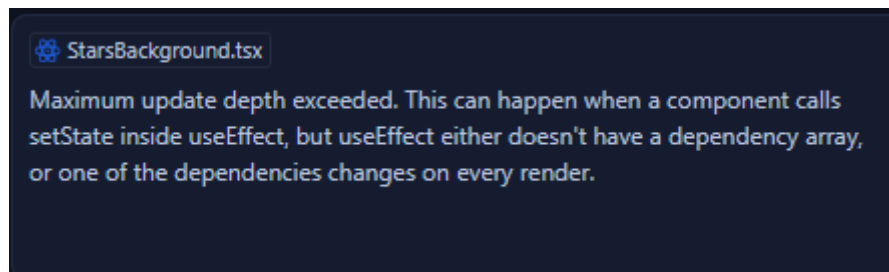 StarsBackground.tsx
Maximum update depth exceeded. This can happen when a component calls
setState inside useEffect, but useEffect either doesn't have a dependency array,
or one of the dependencies changes on every render.